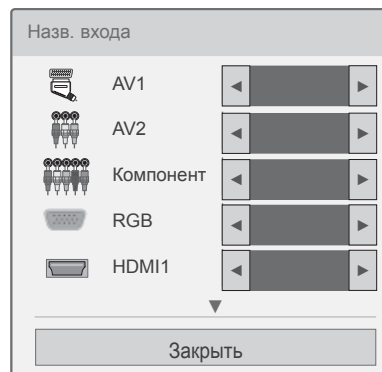 Назв. входа
AV1
AV2
Компонент
RGB
HDMI1
Закрыть